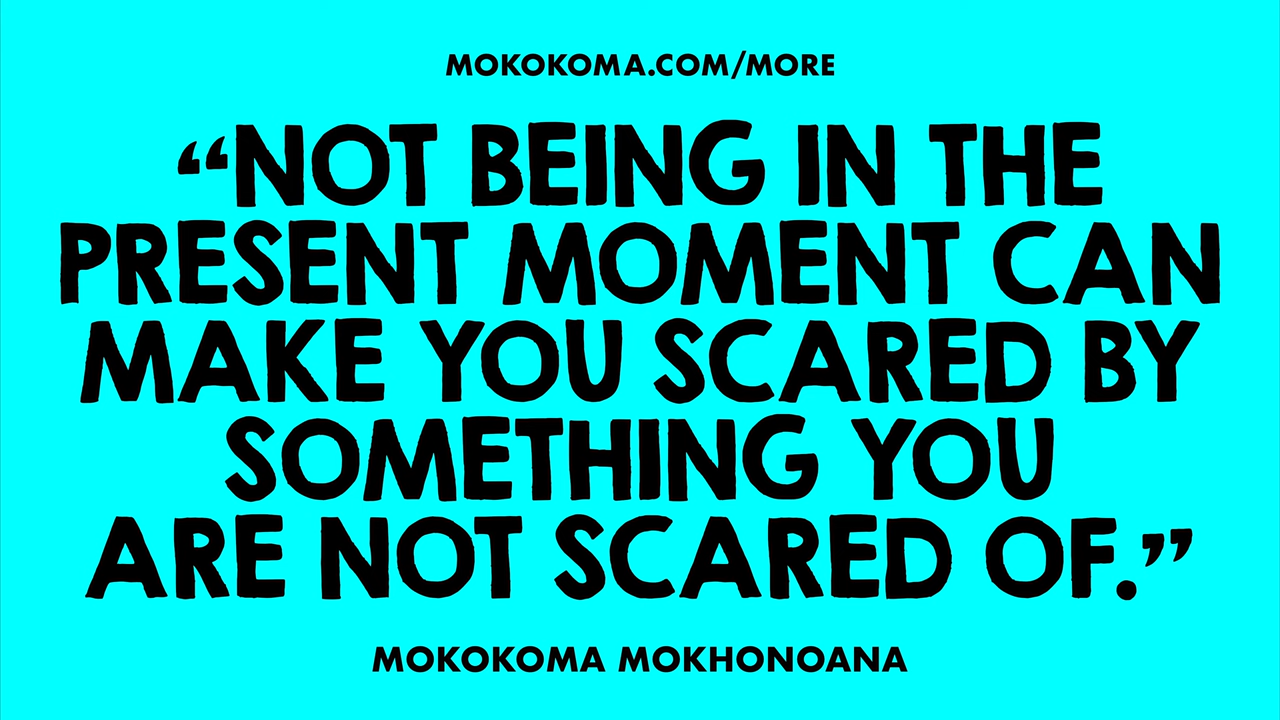 MOKOKOMA.COM/MORE
“NOT BEING IN THE
PRESENT MOMENT CAN
MAKE YOU SCARED BY
SOMETHING YOU
ARE NOT SCARED OF.”
MOKOKOMA MOKHONOANA